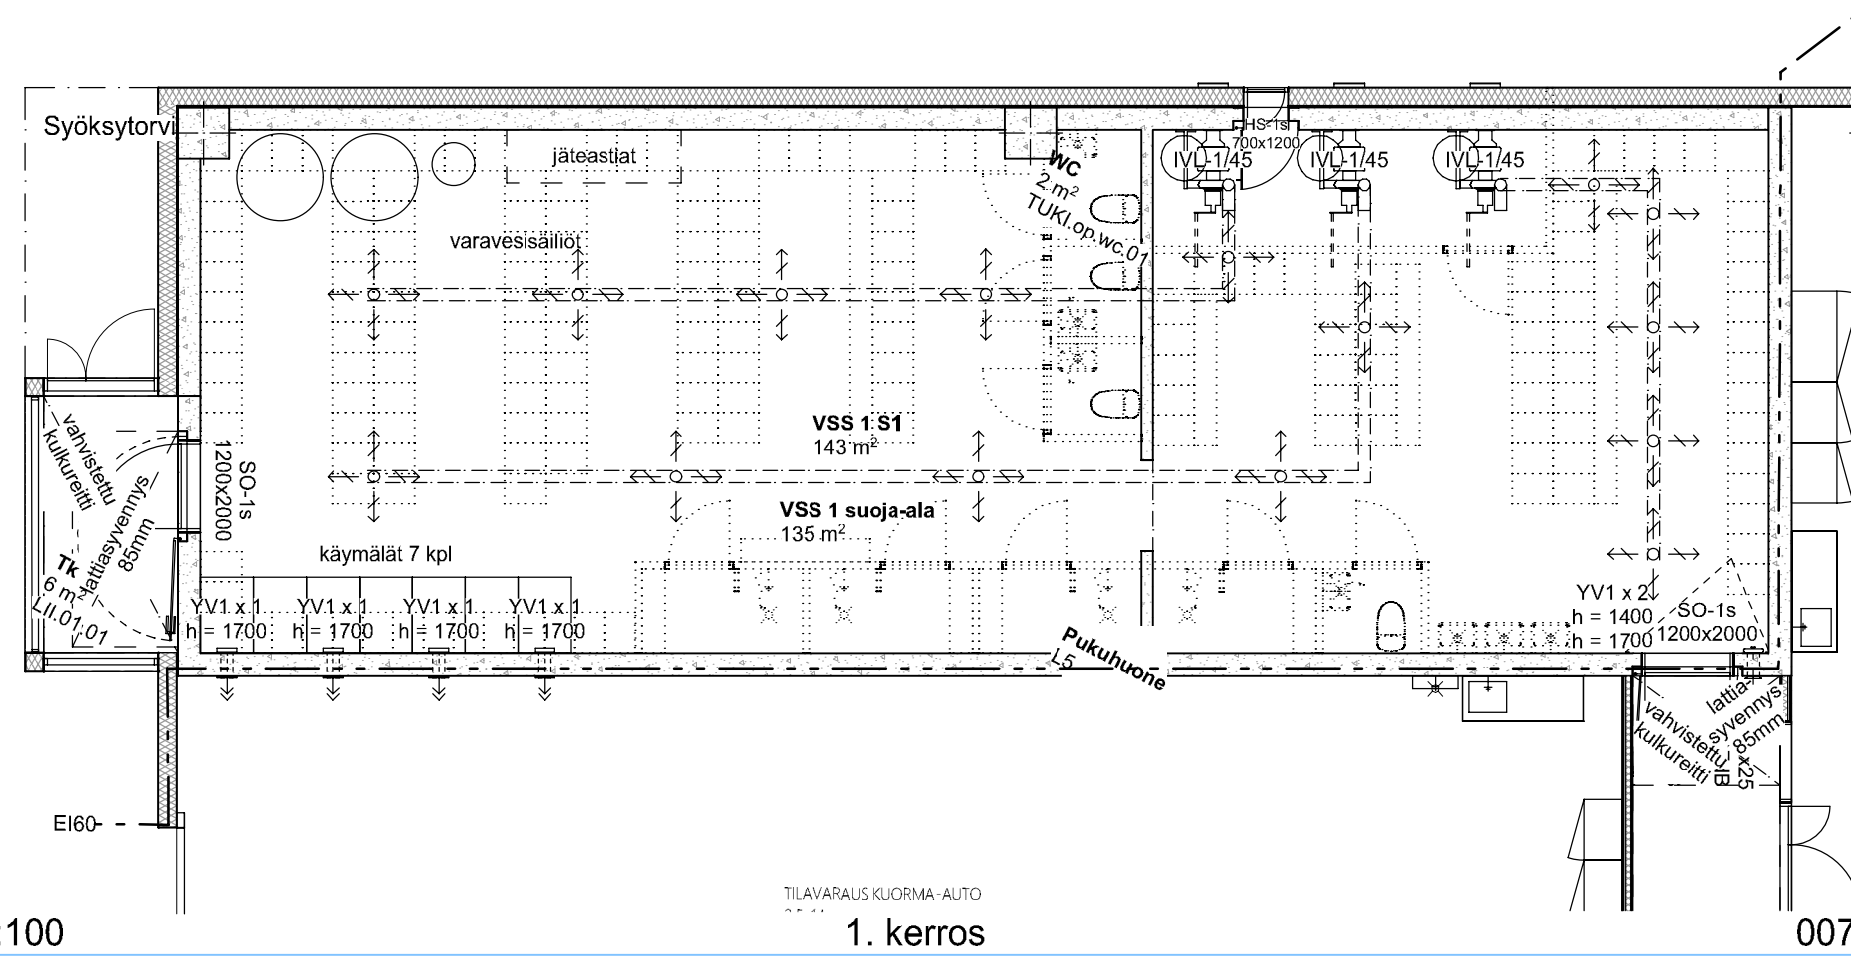 Syöksytorvi
jäteastiat
varavesisäiliöt
WC
2 m²
TUKI.op.wc.01
HS-1s
700x1200
IVL-1/45
IVL-1/45
IVL-1/45
VSS 1 S1
143 m²
VSS 1 suoja-ala
135 m²
vahvistettu
kulkureitti
lattiasyvennys
85mm
Tk
6 m²
LII.01.01
SO-1s
1200x2000
käymälät 7 kpl
YV1 x 1
h = 1700
YV1 x 1
h = 1700
YV1 x 1
h = 1700
YV1 x 1
h = 1700
Pukuhuone
L5
YV1 x 2
h = 1400
h = 1700
SO-1s
1200x2000
lattia-
syvennys
85mm
vahvistettu
kulkureitti
EI60
TILAVARAUS KUORMA-AUTO
:100
1. kerros
007